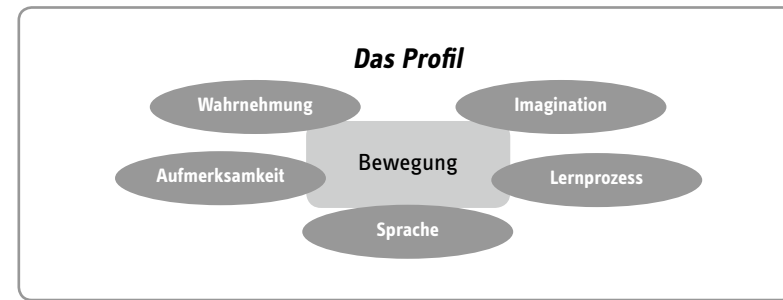 Das Profil
Wahrnehmung
Imagination
Bewegung
Aufmerksamkeit
Lernprozess
Sprache